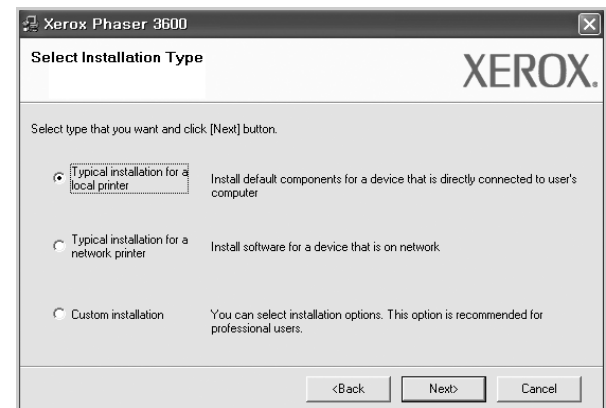 Xerox Phaser 3600
Select Installation Type
XEROX.
Select type that you want and click [Next] button.
Typical installation for a
local printer
Install default components for a device that is directly connected to user's
computer
Typical installation for a
network printer
Install software for a device that is on network
Custom installation
You can select installation options. This option is recommended for
professional users.
<Back
Next>
Cancel